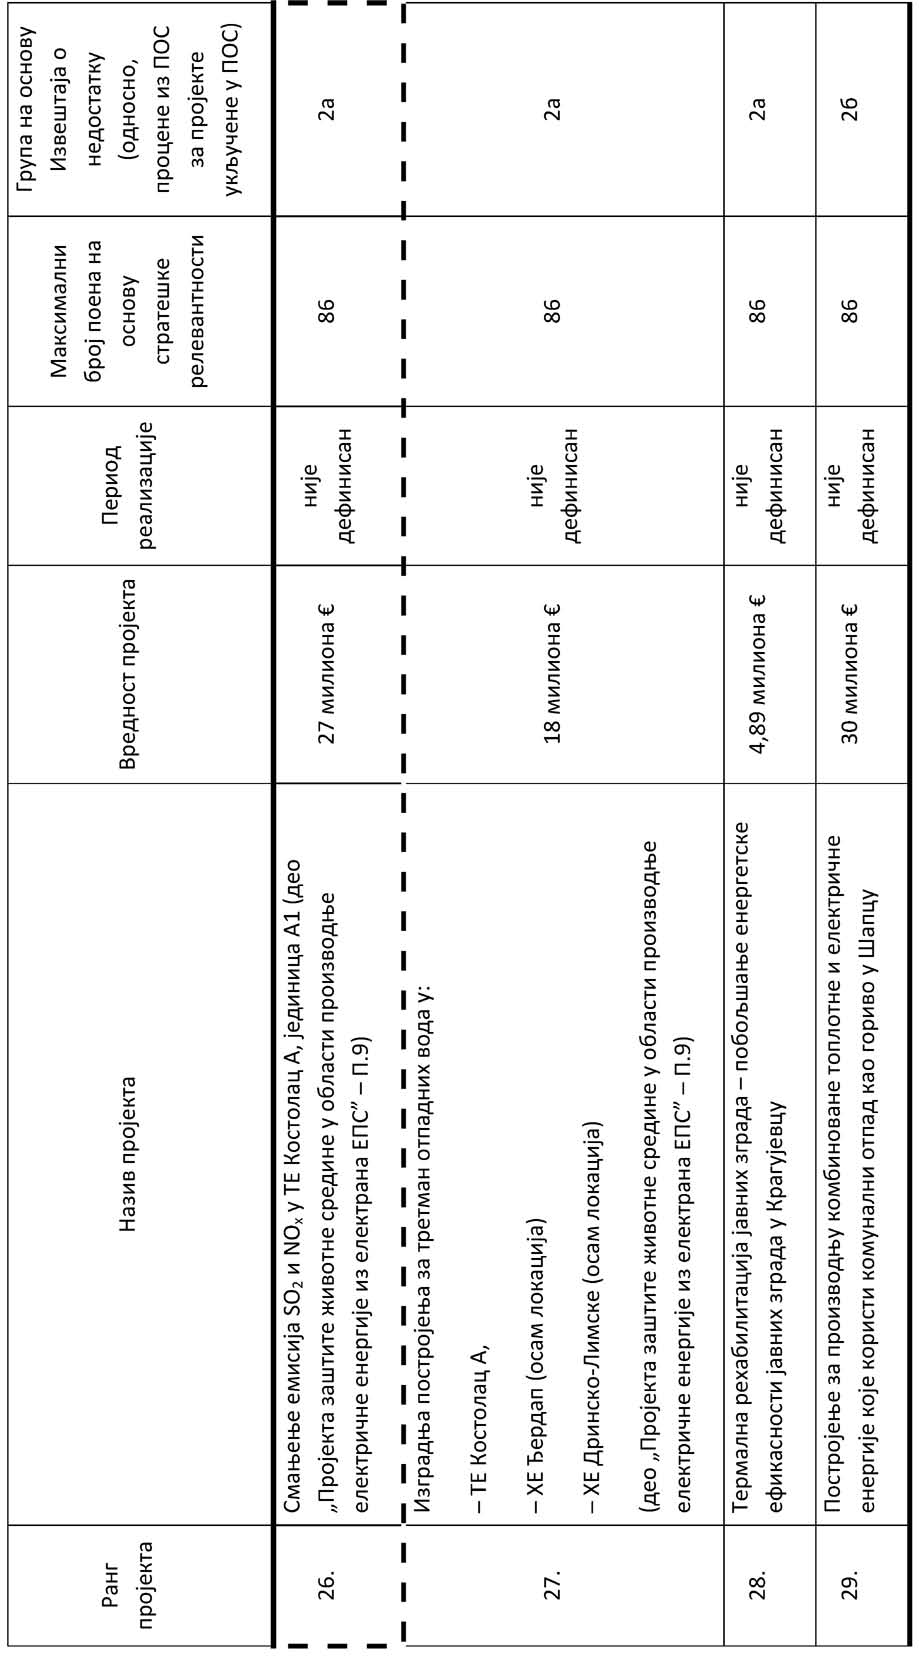 Ранг
пројекта
Назив пројекта
Вредност пројекта
Период
реализације
Максимални
број поена на
основу
стратешке
релевантности
Група на основу
Извештаја о
недостатку
(односно,
процене из ПОС
за пројекте
укључене у ПОС)
26.
Смањење емисија SO₂ и NOₓ у ТЕ Костолац А, јединица А1 (део
„Пројекта заштите животне средине у области производње
електричне енергије из електрана ЕПС” – П.9)
27 милиона €
није
дефинисан
86
2а
27.
Изградња постројења за третман отпадних вода у:
– ТЕ Костолац А,
– ХЕ Ђердап (осам локација)
– ХЕ Дринско-Лимске (осам локација)
(део „Пројекта заштите животне средине у области производње
електричне енергије из електрана ЕПС” – П.9)
18 милиона €
није
дефинисан
86
2а
28.
Термална рехабилитација јавних зграда – побољшање енергетске
ефикасности јавних зграда у Крагујевцу
4,89 милиона €
није
дефинисан
86
2а
29.
Постројење за производњу комбиноване топлотне и електричне
енергије које користи комунални отпад као гориво у Шапцу
30 милиона €
није
дефинисан
86
2б